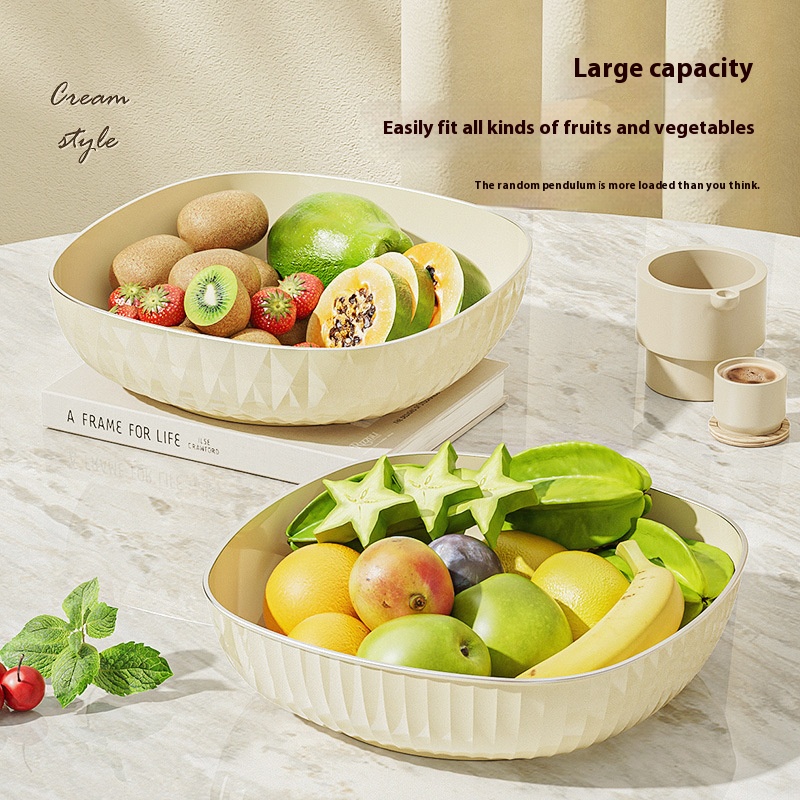 Cream
style
Large capacity
Easily fit all kinds of fruits and vegetables
The random pendulum is more loaded than you think.
A FRAME FOR LIFE ILSE
CRAWFORD